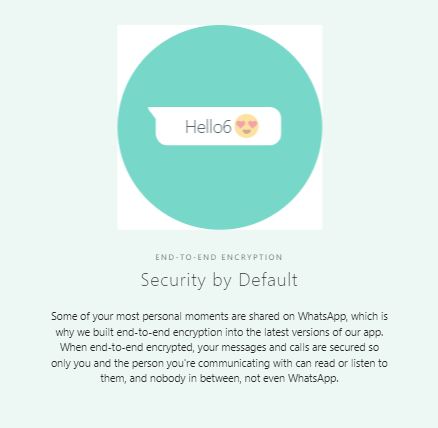 Hello6 😍
END-TO-END ENCRYPTION
Security by Default
Some of your most personal moments are shared on WhatsApp, which is
why we built end-to-end encryption into the latest versions of our app.
When end-to-end encrypted, your messages and calls are secured so
only you and the person you're communicating with can read or listen to
them, and nobody in between, not even WhatsApp.